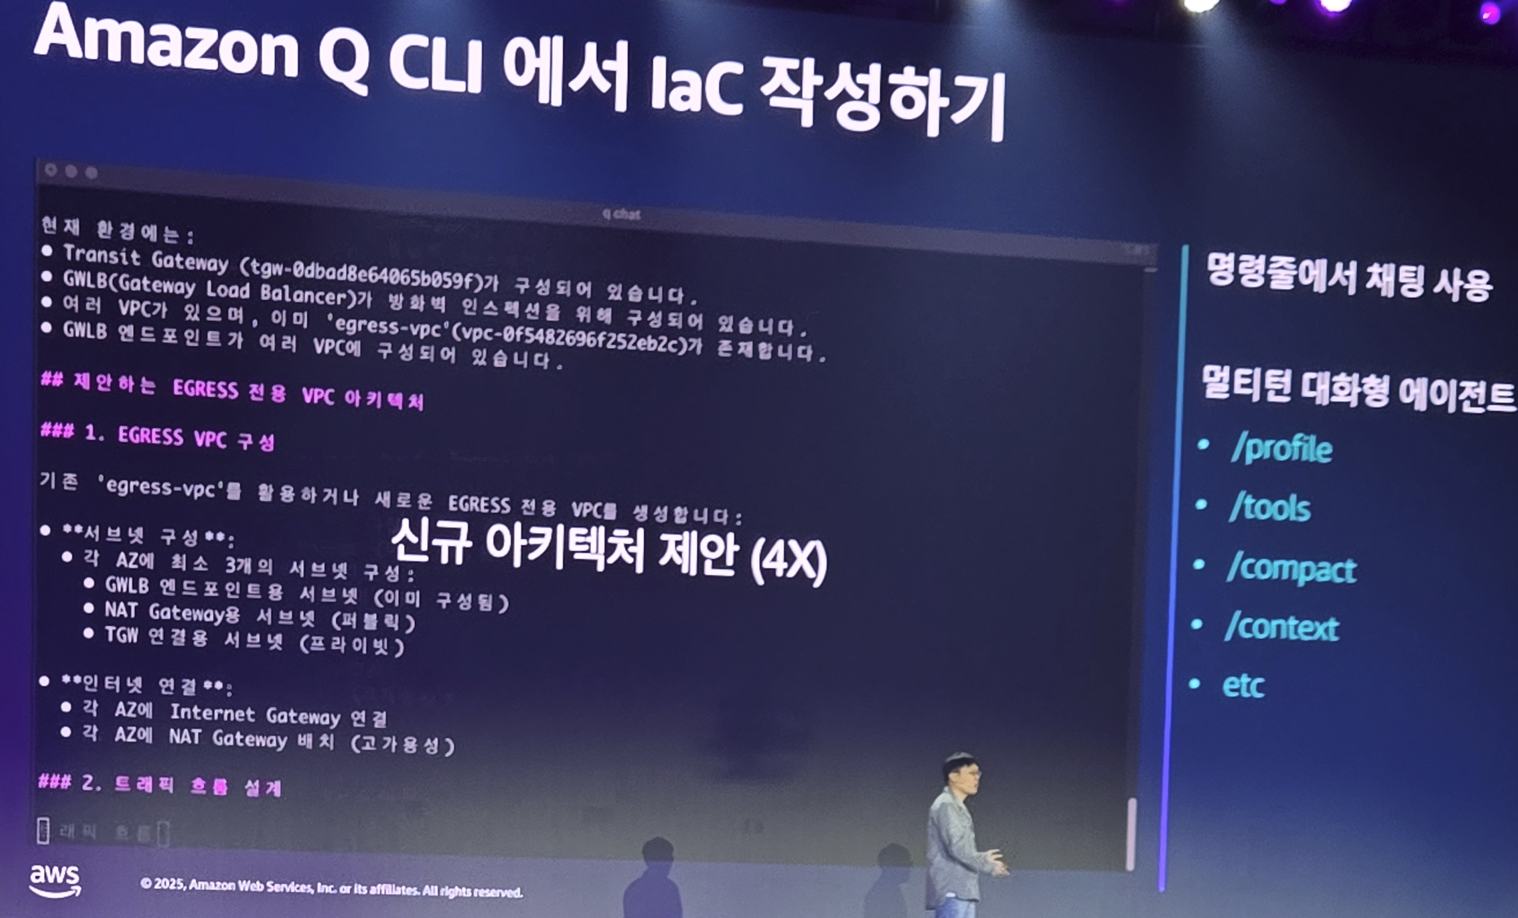 Amazon Q CLI 에서 IaC 작성하기
q chat
현재 환경에는:
● Transit Gateway (tgw-0dbad8e64065b059f)가 구성되어 있습니다.
● GWLB(Gateway Load Balancer)가 방화벽 인스펙션을 위해 구성되어 있습니다.
● 여러 VPC가 있으며, 이미 'egress-vpc'(vpc-0f5482696f252eb2c)가 존재합니다.
● GWLB 엔드포인트가 여러 VPC에 구성되어 있습니다.
## 제안하는 EGRESS 전용 VPC 아키텍처
### 1. EGRESS VPC 구성
기존 'egress-vpc'를 활용하거나 새로운 EGRESS 전용 VPC를 생성합니다:
신규 아키텍처 제안 (4X)
● **서브넷 구성**:
● 각 AZ에 최소 3개의 서브넷 구성:
● GWLB 엔드포인트용 서브넷 (이미 구성됨)
● NAT Gateway용 서브넷 (퍼블릭)
● TGW 연결용 서브넷 (프라이빗)
● **인터넷 연결**:
● 각 AZ에 Internet Gateway 연결
● 각 AZ에 NAT Gateway 배치 (고가용성)
### 2. 트래픽 흐름 설계
래픽 흐름
명령줄에서 채팅 사용
멀티턴 대화형 에이전트
• /profile
• /tools
• /compact
• /context
• etc
aws
© 2025, Amazon Web Services, Inc. or its affiliates. All rights reserved.